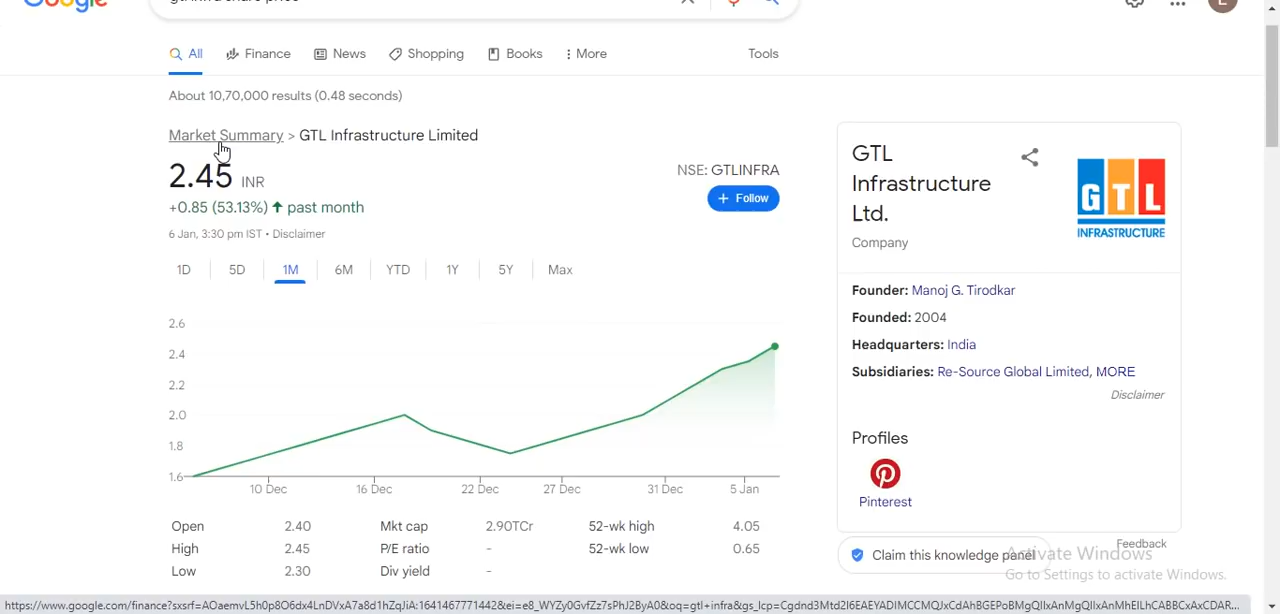 Google
All
Finance
News
Shopping
Books
More
Tools
About 10,70,000 results (0.48 seconds)
Market Summary > GTL Infrastructure Limited
2.45 INR
+0.85 (53.13%) ↑ past month
6 Jan, 3:30 pm IST • Disclaimer
NSE: GTLINFRA
+ Follow
1D
5D
1M
6M
YTD
1Y
5Y
Max
2.6
2.4
2.2
2.0
1.8
1.6
10 Dec
16 Dec
22 Dec
27 Dec
31 Dec
5 Jan
Open 2.40 Mkt cap 2.90TCr 52-wk high 4.05
High 2.45 P/E ratio - 52-wk low 0.65
Low 2.30 Div yield -
GTL
Infrastructure
Ltd.
Company
GTL
INFRASTRUCTURE
Founder: Manoj G. Tirodkar
Founded: 2004
Headquarters: India
Subsidiaries: Re-Source Global Limited, MORE
Disclaimer
Profiles
Pinterest
Feedback
Claim this knowledge panel
Activate Windows
Go to Settings to activate Windows.